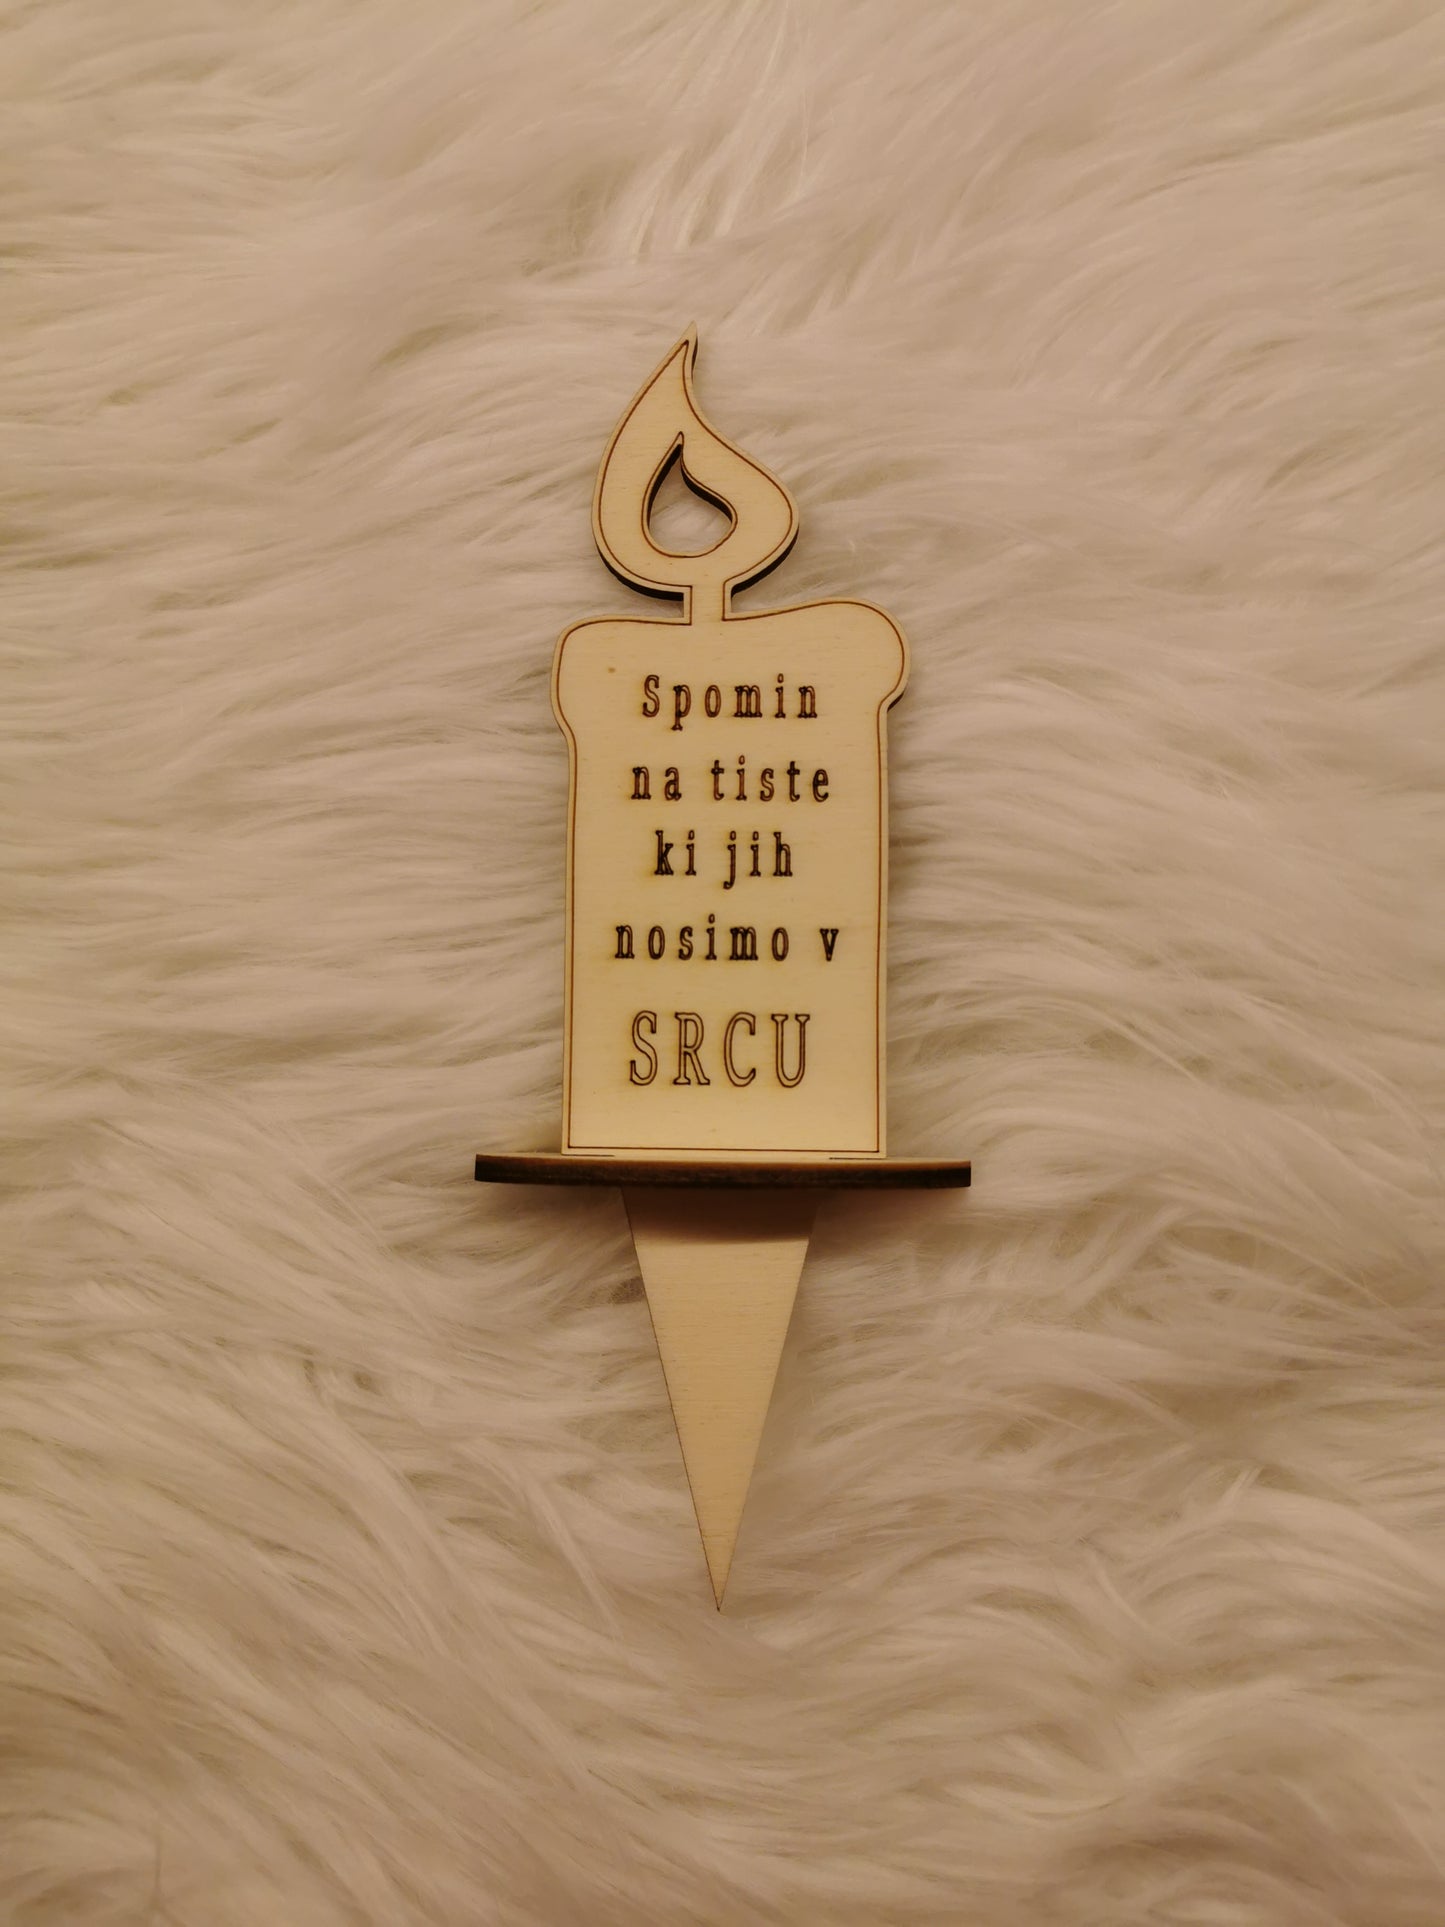 Spomin
na tiste
ki jih
nosimo v
SRCU